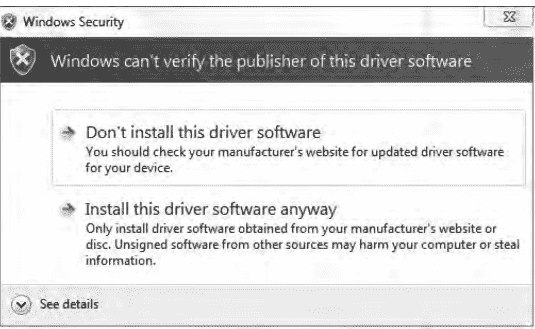 Windows Security
Windows can't verify the publisher of this driver software
Don't install this driver software
You should check your manufacturer's website for updated driver software
for your device.
Install this driver software anyway
Only install driver software obtained from your manufacturer's website or
disc. Unsigned software from other sources may harm your computer or steal
information.
See details